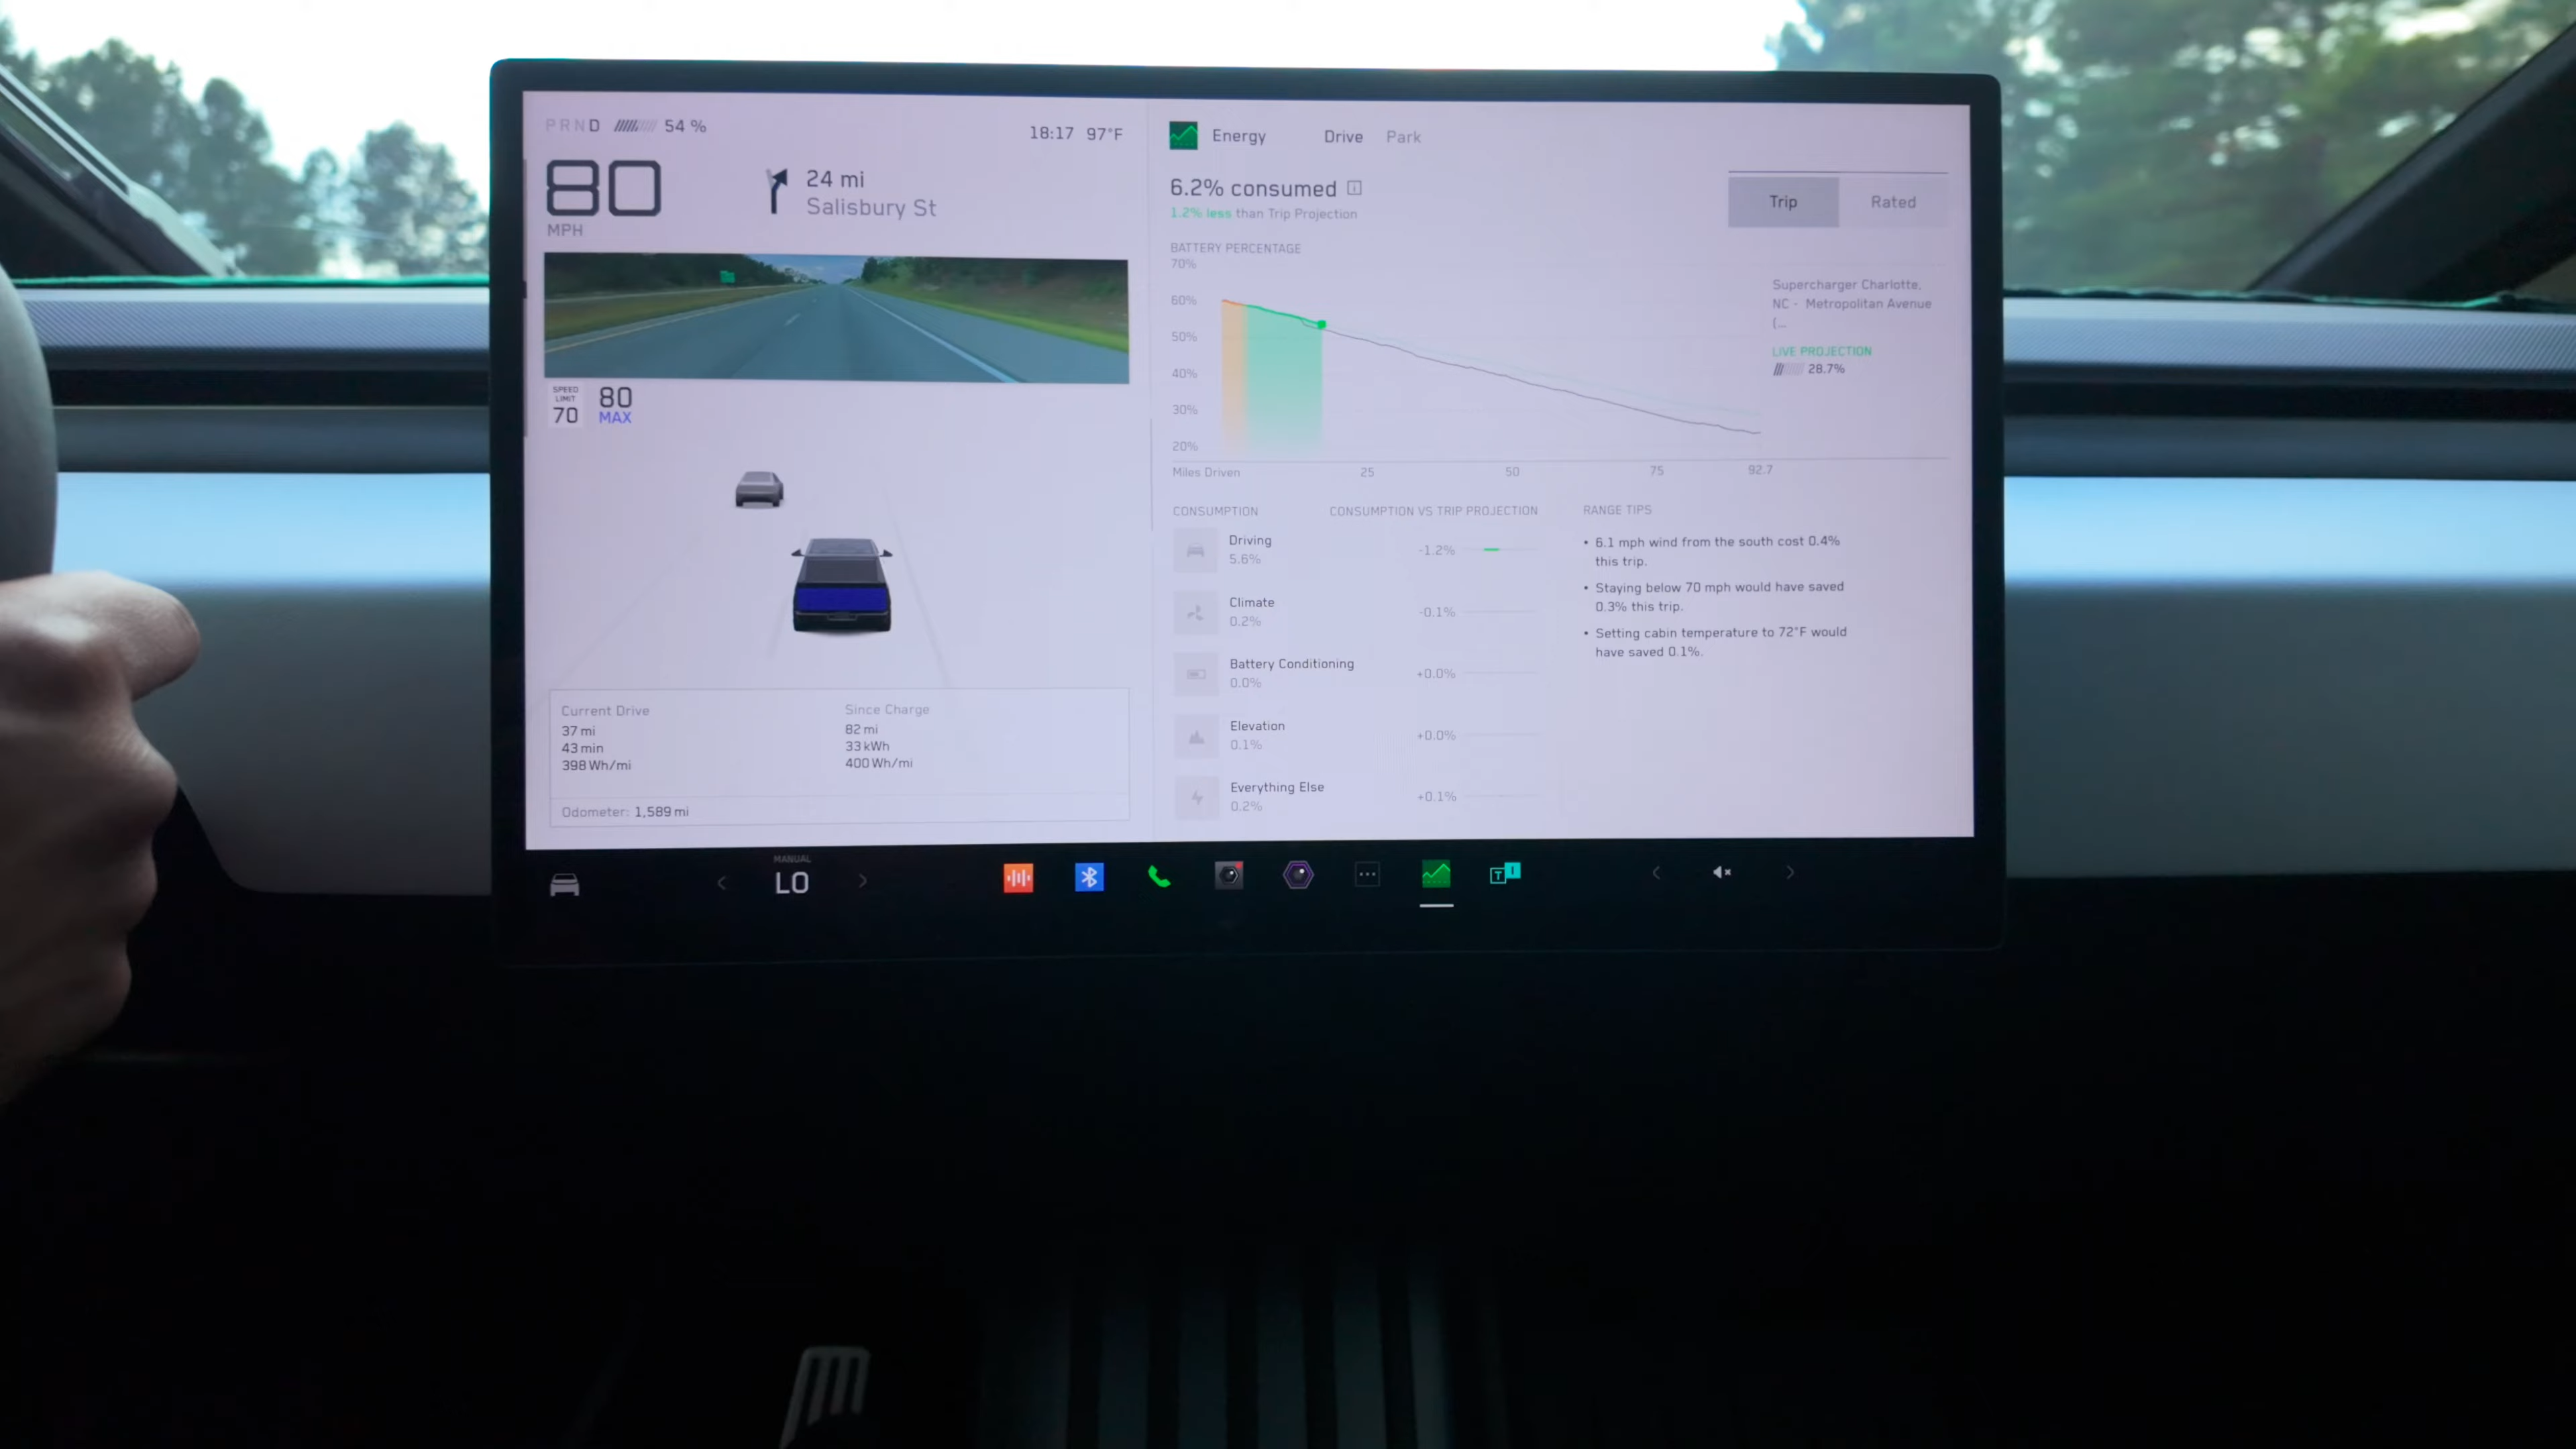 PRND 54 %
18:17 97°F
80
MPH
24 mi
Salisbury St
SPEED
LIMIT
70
80
MAX
Current Drive
37 mi
43 min
398 Wh/mi
Since Charge
82 mi
33 kWh
400 Wh/mi
Odometer: 1,589 mi
Energy
Drive Park
6.2% consumed
1.2% less than Trip Projection
Trip Rated
BATTERY PERCENTAGE
70%
60%
50%
40%
30%
20%
Miles Driven 25 50 75 92.7
Supercharger Charlotte,
NC - Metropolitan Avenue
(...
LIVE PROJECTION
28.7%
CONSUMPTION
CONSUMPTION VS TRIP PROJECTION
Driving
5.6%
-1.2%
Climate
0.2%
-0.1%
Battery Conditioning
0.0%
+0.0%
Elevation
0.1%
+0.0%
Everything Else
0.2%
+0.1%
RANGE TIPS
• 6.1 mph wind from the south cost 0.4%
this trip.
• Staying below 70 mph would have saved
0.3% this trip.
• Setting cabin temperature to 72°F would
have saved 0.1%.
MANUAL
LO
T